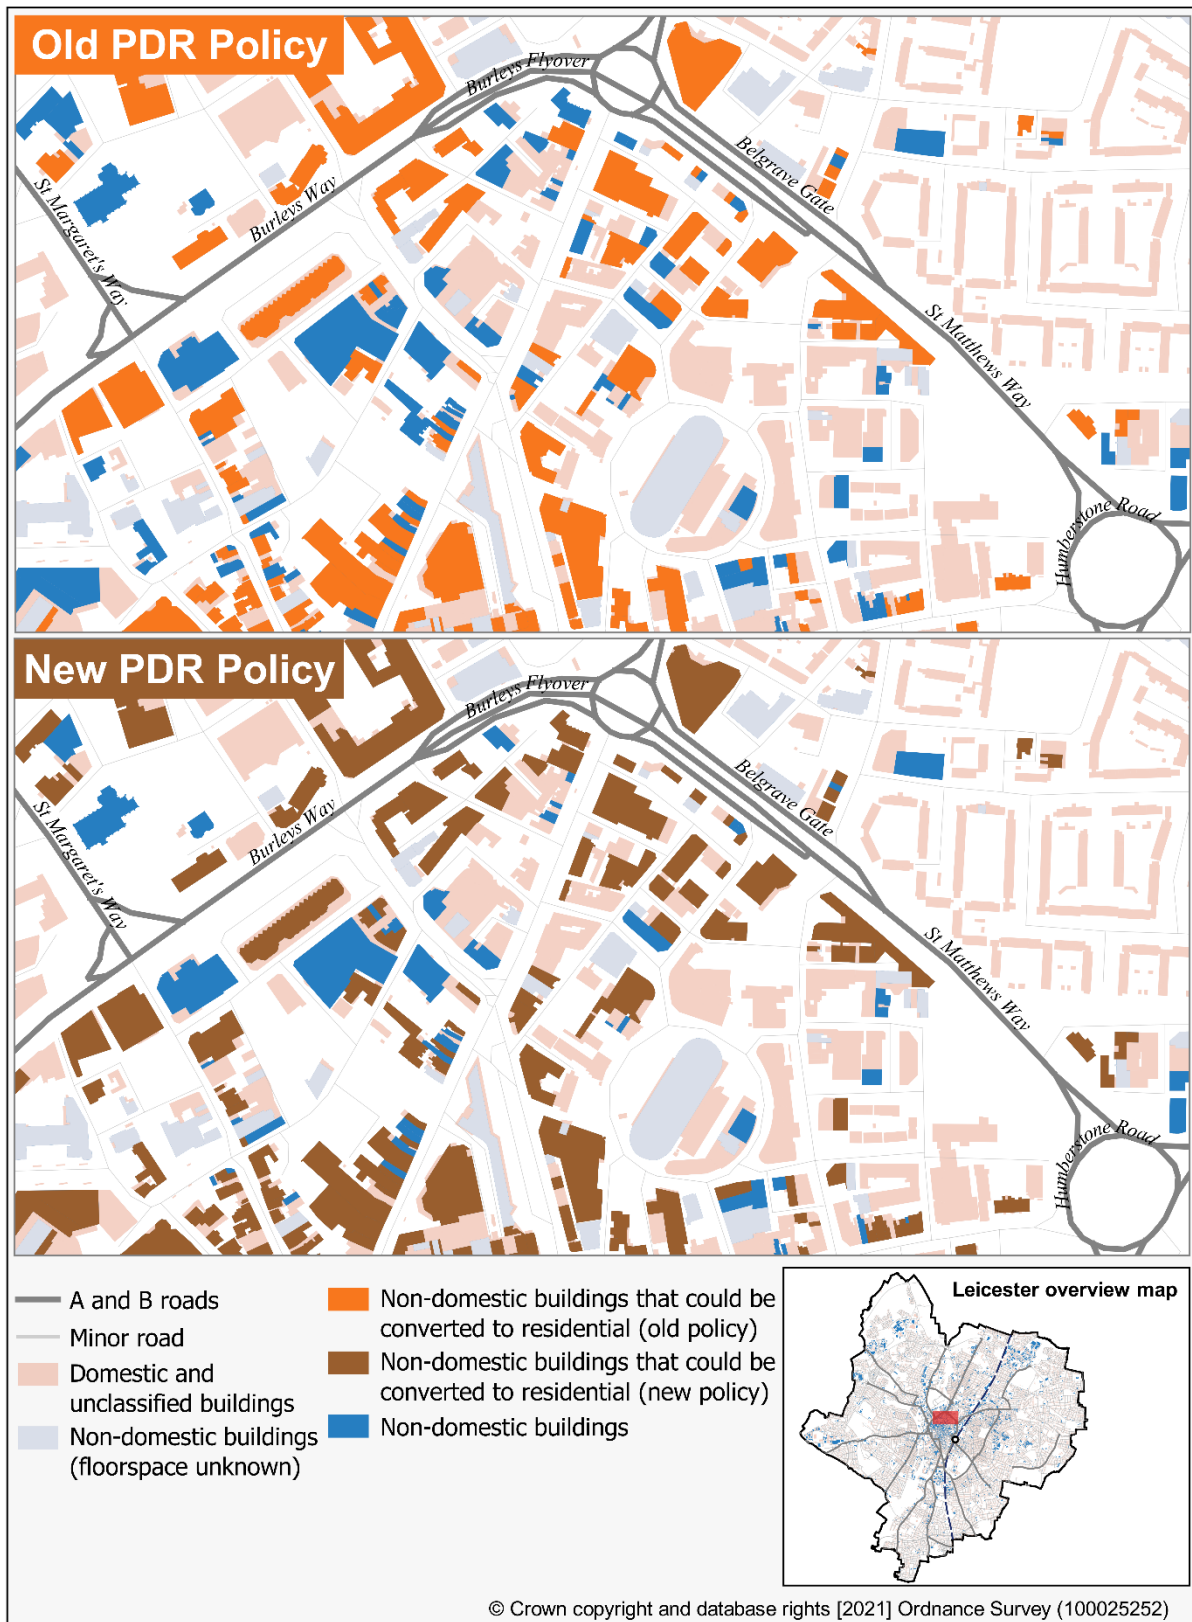 Old PDR Policy
Burleys Flyover
Belgrave Gate
St Margaret's Way
Burleys Way
St Matthews Way
Humberstone Road
New PDR Policy
Burleys Flyover
Belgrave Gate
St Margaret's Way
Burleys Way
St Matthews Way
Humberstone Road
A and B roads
Minor road
Domestic and
unclassified buildings
Non-domestic buildings
(floorspace unknown)
Non-domestic buildings that could be
converted to residential (old policy)
Non-domestic buildings that could be
converted to residential (new policy)
Non-domestic buildings
Leicester overview map
© Crown copyright and database rights [2021] Ordnance Survey (100025252)